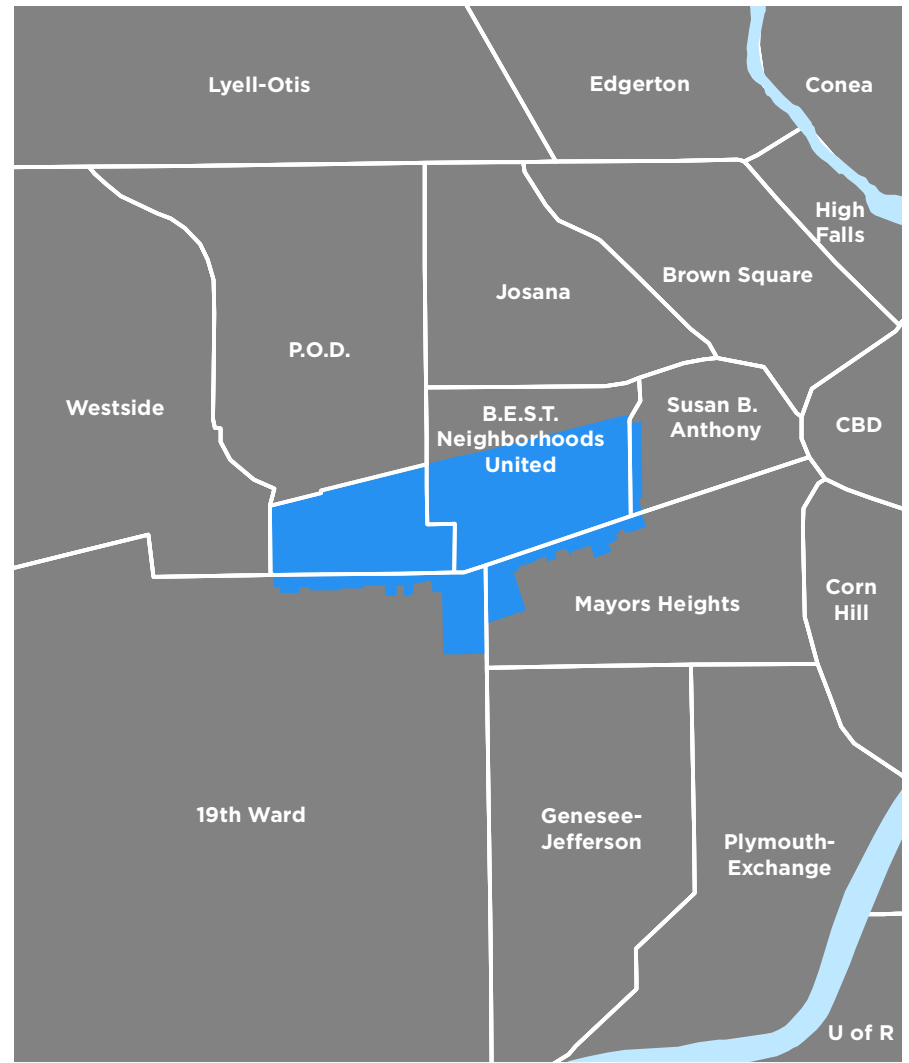 Lyell-Otis
Edgerton
Conea
High
Falls
Brown Square
Josana
P.O.D.
Westside
B.E.S.T.
Neighborhoods
United
Susan B.
Anthony
CBD
Mayors Heights
Corn
Hill
19th Ward
Genesee-
Jefferson
Plymouth-
Exchange
U of R